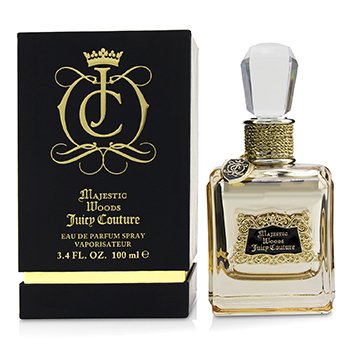 JC
MAJESTIC
WOODS
Juicy Couture
EAU DE PARFUM SPRAY
VAPORISATEUR
3.4 FL. OZ. 100 ml ℮
MAJESTIC
WOODS
Juicy Couture